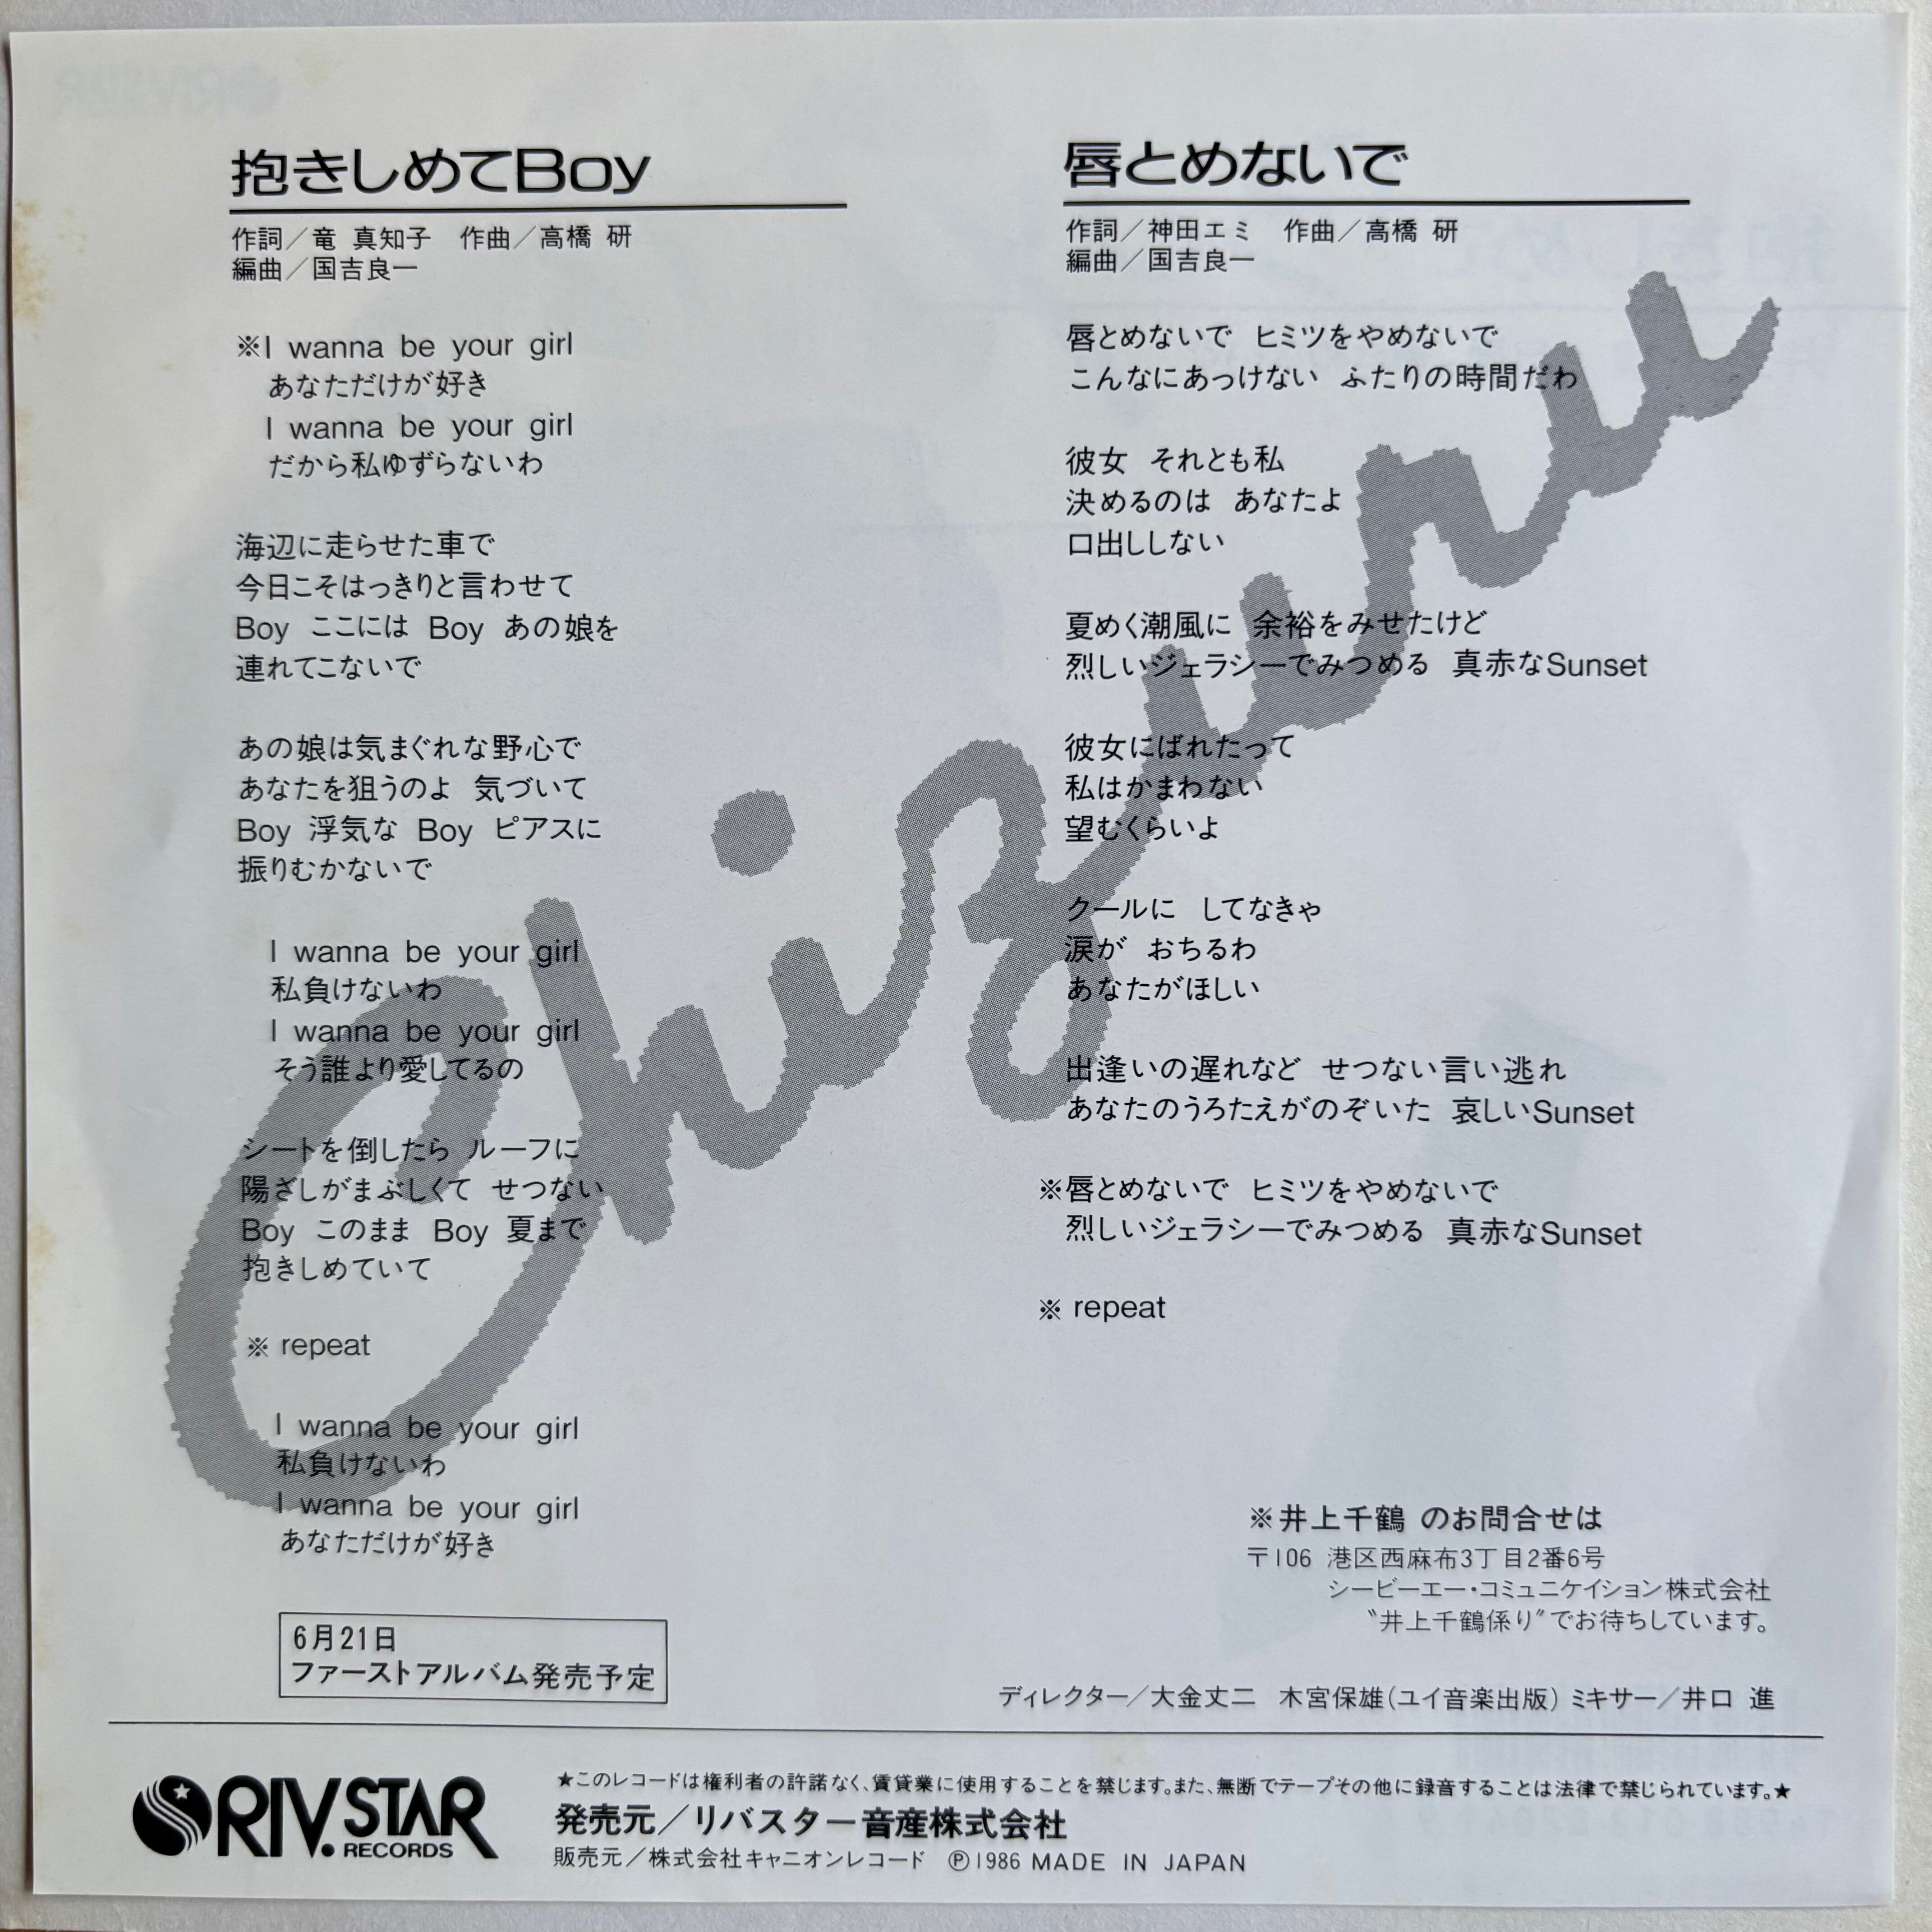 抱きしめてBoy
作詞／竜 真知子 作曲／高橋 研
編曲／国吉良一
※I wanna be your girl
あなただけが好き
I wanna be your girl
だから私ゆずらないわ
海辺に走らせた車で
今日こそはっきりと言わせて
Boy ここには Boy あの娘を
連れてこないで
あの娘は気まぐれな野心で
あなたを狙うのよ 気づいて
Boy 浮気な Boy ピアスに
振りむかないで
I wanna be your girl
私負けないわ
I wanna be your girl
そう誰より愛してるの
シートを倒したら ルーフに
陽ざしがまぶしくて せつない
Boy このまま Boy 夏まで
抱きしめていて
※ repeat
I wanna be your girl
私負けないわ
I wanna be your girl
あなただけが好き
6月21日
ファーストアルバム発売予定
唇とめないで
作詞／神田エミ 作曲／高橋 研
編曲／国吉良一
唇とめないで ヒミツをやめないで
こんなにあっけない ふたりの時間だわ
彼女 それとも私
決めるのは あなたよ
口出ししない
夏めく潮風に 余裕をみせたけど
烈しいジェラシーでみつめる 真赤なSunset
彼女にばれたって
私はかまわない
望むくらいよ
クールに してなきゃ
涙が おちるわ
あなたがほしい
出逢いの遅れなど せつない言い逃れ
あなたのうろたえがのぞいた 哀しいSunset
※唇とめないで ヒミツをやめないで
烈しいジェラシーでみつめる 真赤なSunset
※ repeat
Chizuru
※井上千鶴 のお問合せは
〒106 港区西麻布3丁目2番6号
シービーエー・コミュニケイション株式会社
〝井上千鶴係り〞でお待ちしています。
ディレクター／大金丈二 木宮保雄(ユイ音楽出版) ミキサー／井口 進
RIV.STAR
RECORDS
★このレコードは権利者の許諾なく、賃貸業に使用することを禁じます。また、無断でテープその他に録音することは法律で禁じられています。★
発売元／リバスター音産株式会社
販売元／株式会社キャニオンレコード Ⓟ1986 MADE IN JAPAN